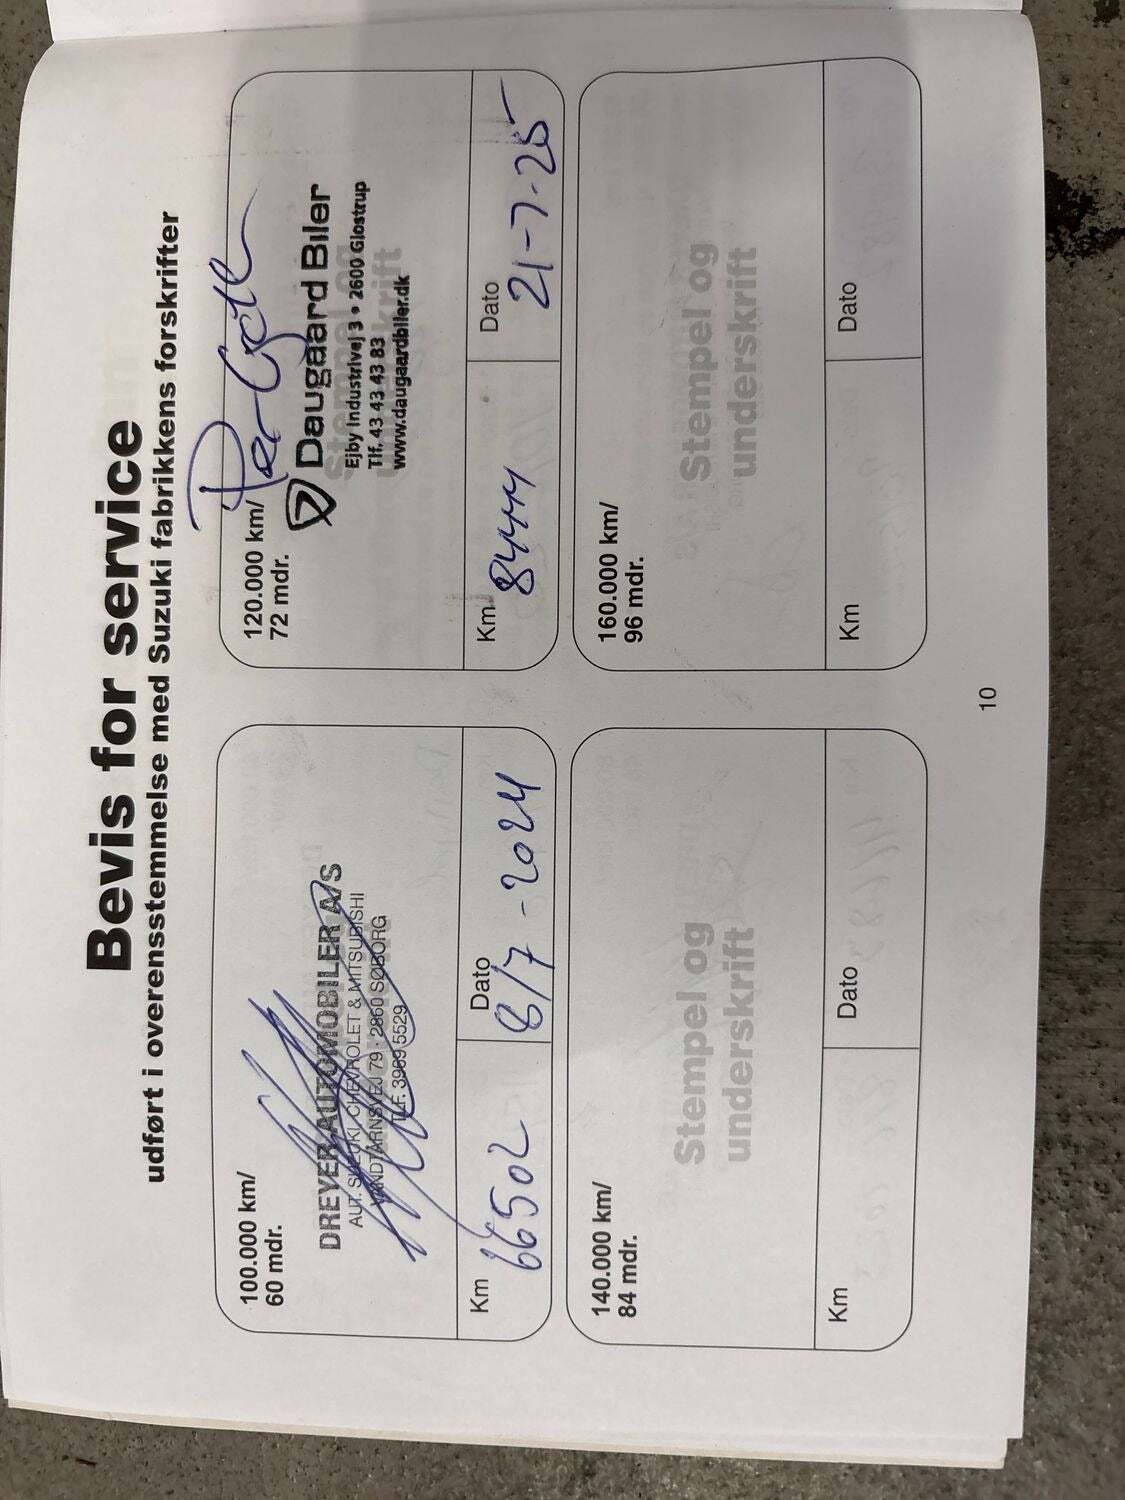 Bevis for service
udført i overensstemmelse med Suzuki fabrikkens forskrifter
100.000 km/
60 mdr.
DREYER AUTOMOBILER A/S
AUT. SUZUKI, CHEVROLET & MITSUBISHI
VANDTÅRNSVEJ 79 2860 SØBORG
TLF. 3969 5529
Km
66502
Dato
8/7-2024
120.000 km/
72 mdr.
Daugaard Biler
Ejby Industrivej 3 • 2600 Glostrup
Tlf. 43 43 43 83
www.daugaardbiler.dk
Km
84444
Dato
21-7-25
140.000 km/
84 mdr.
Stempel og
underskrift
Km
Dato
160.000 km/
96 mdr.
Stempel og
underskrift
Km
Dato
10